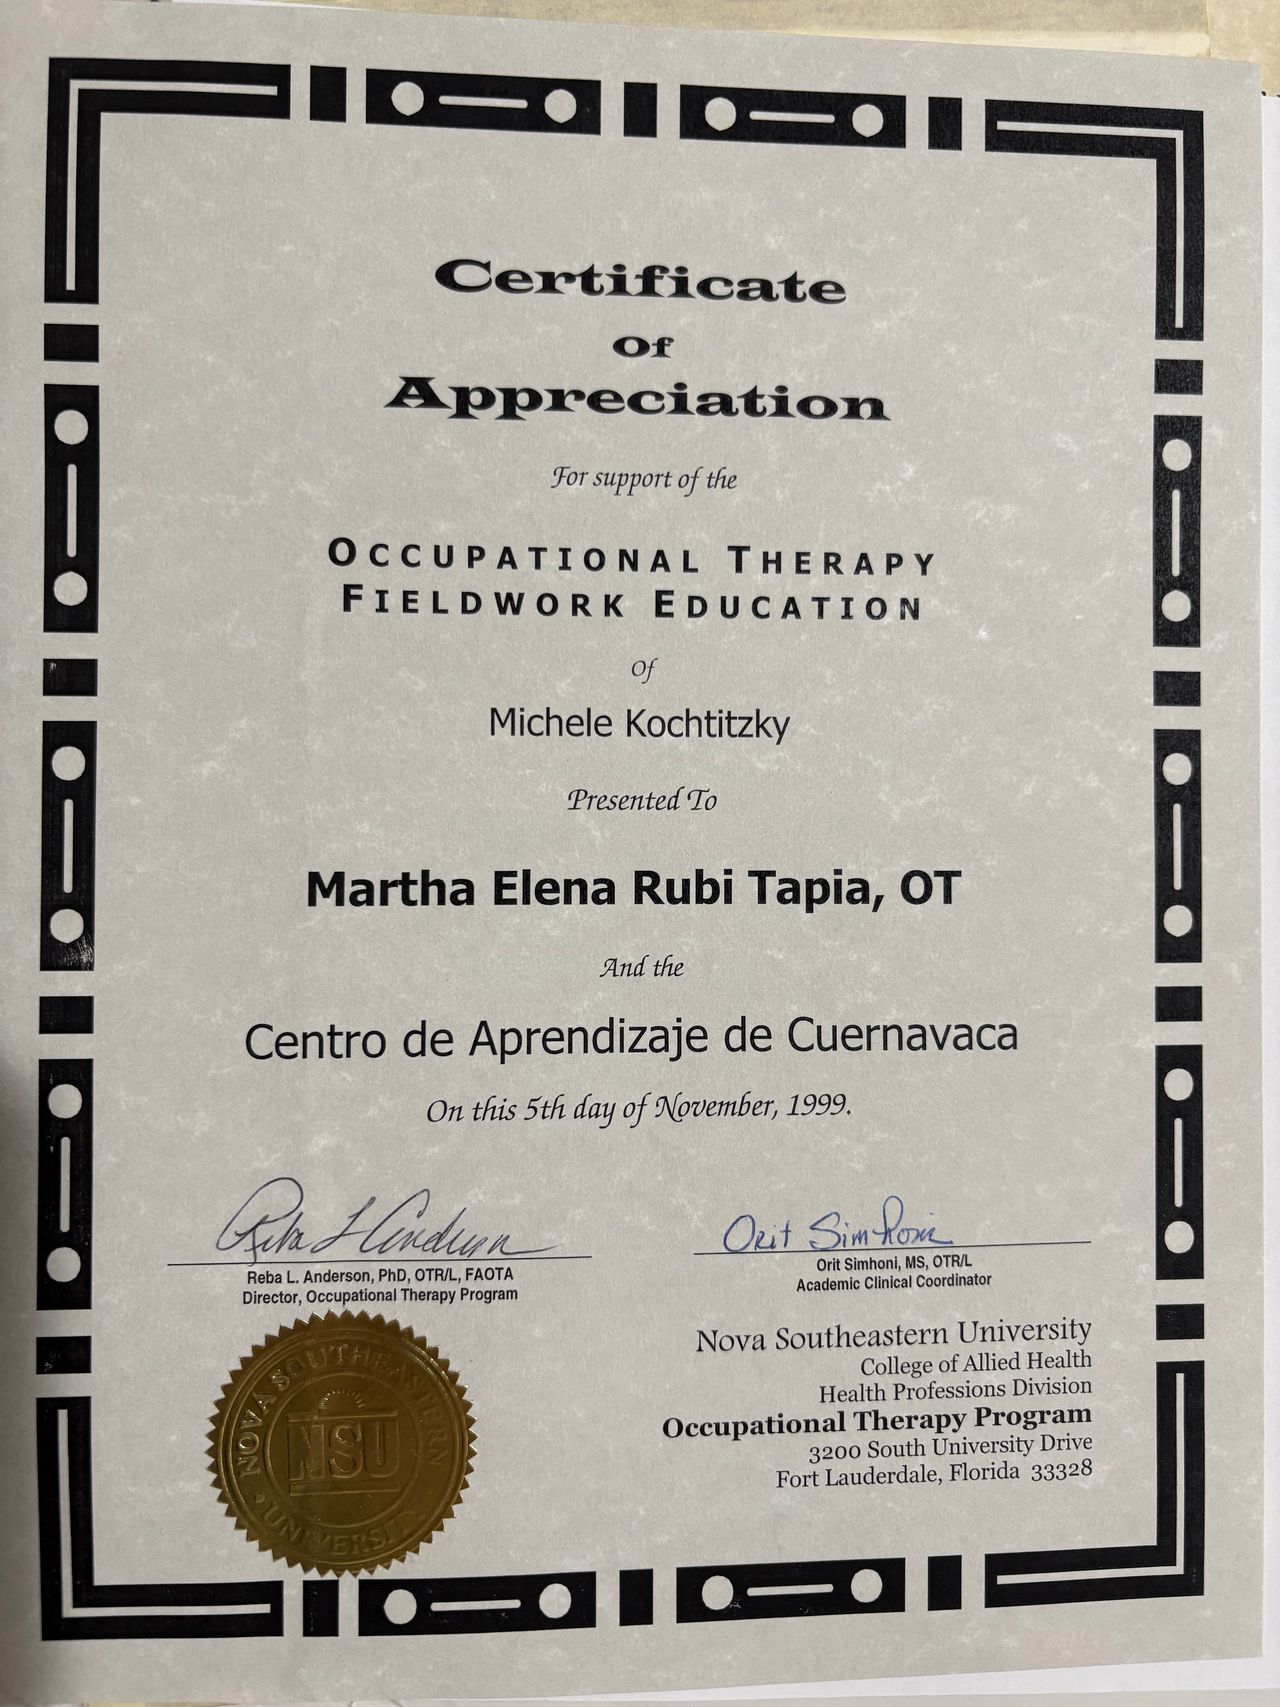 Certificate
Of
Appreciation
For support of the
OCCUPATIONAL THERAPY
FIELDWORK EDUCATION
Of
Michele Kochtitzky
Presented To
Martha Elena Rubi Tapia, OT
And the
Centro de Aprendizaje de Cuernavaca
On this 5th day of November, 1999.
Reba L Anderson
Reba L. Anderson, PhD, OTR/L, FAOTA
Director, Occupational Therapy Program
Orit Simhoni
Orit Simhoni, MS, OTR/L
Academic Clinical Coordinator
Nova Southeastern University
College of Allied Health
Health Professions Division
Occupational Therapy Program
3200 South University Drive
Fort Lauderdale, Florida 33328
NOVA SOUTHEASTERN
NSU
UNIVERSITY